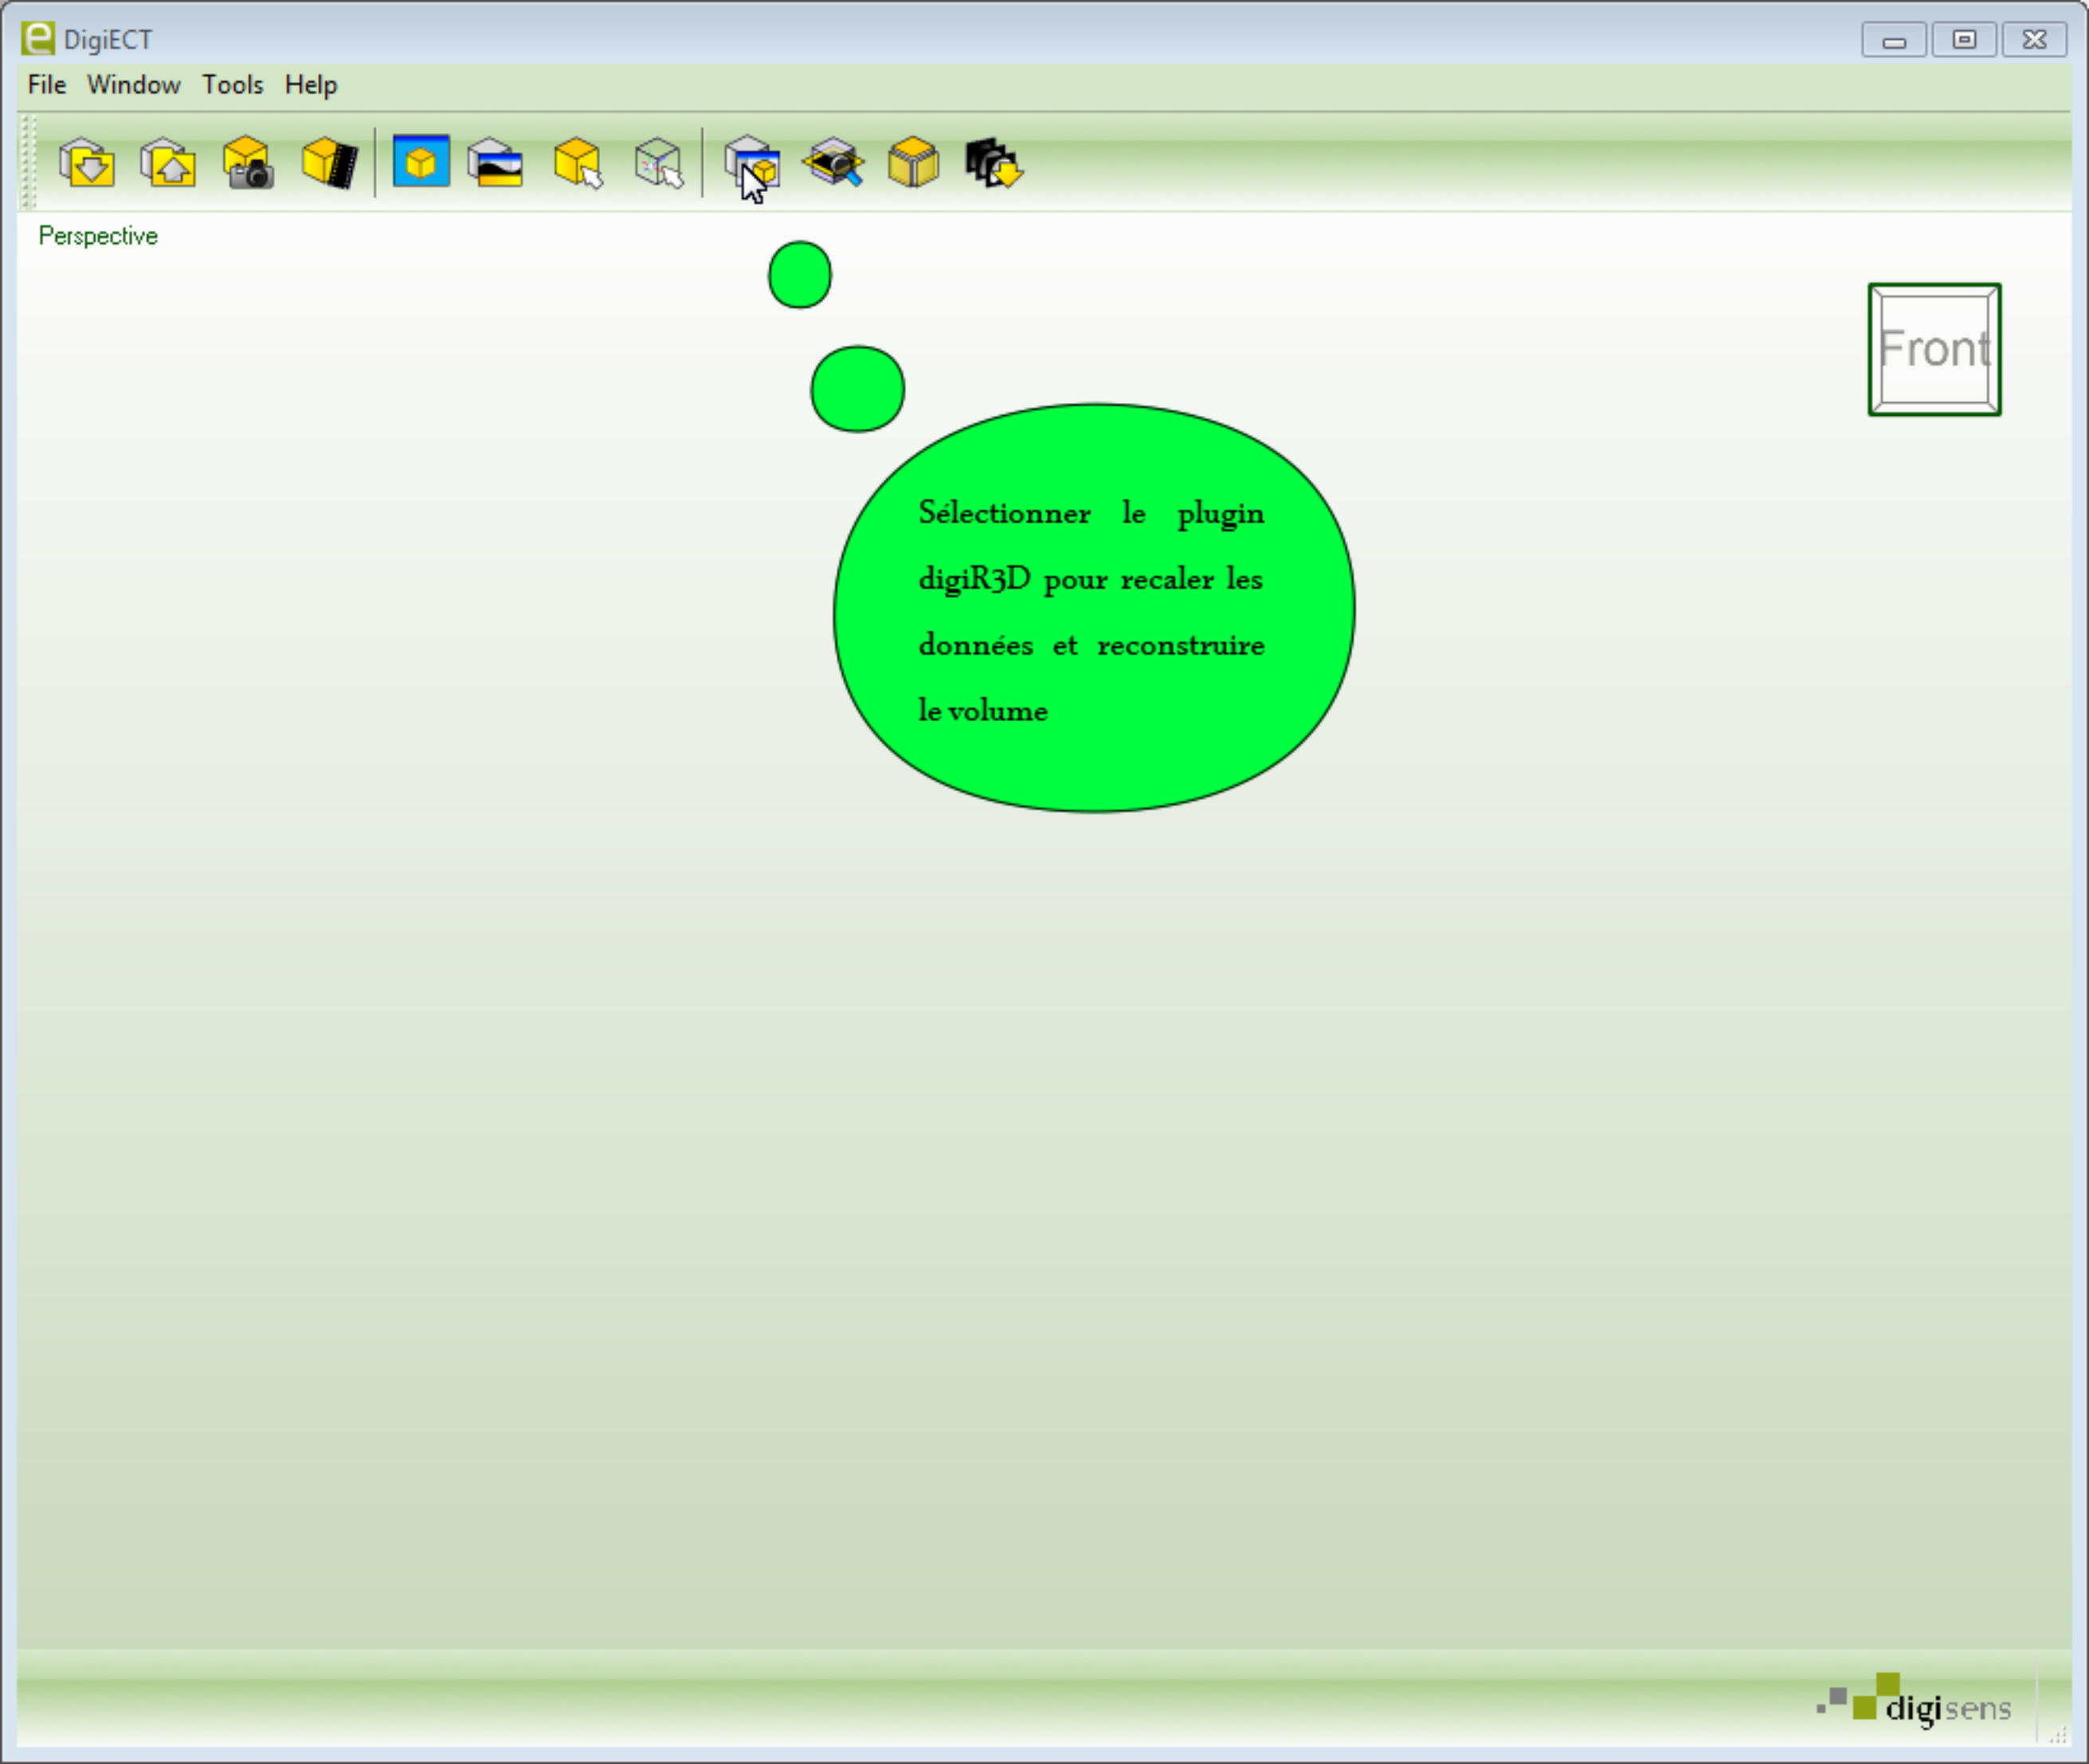 DigiECT
File Window Tools Help
Perspective
Front
Sélectionner le plugin
digiR3D pour recaler les
données et reconstruire
le volume
digisens